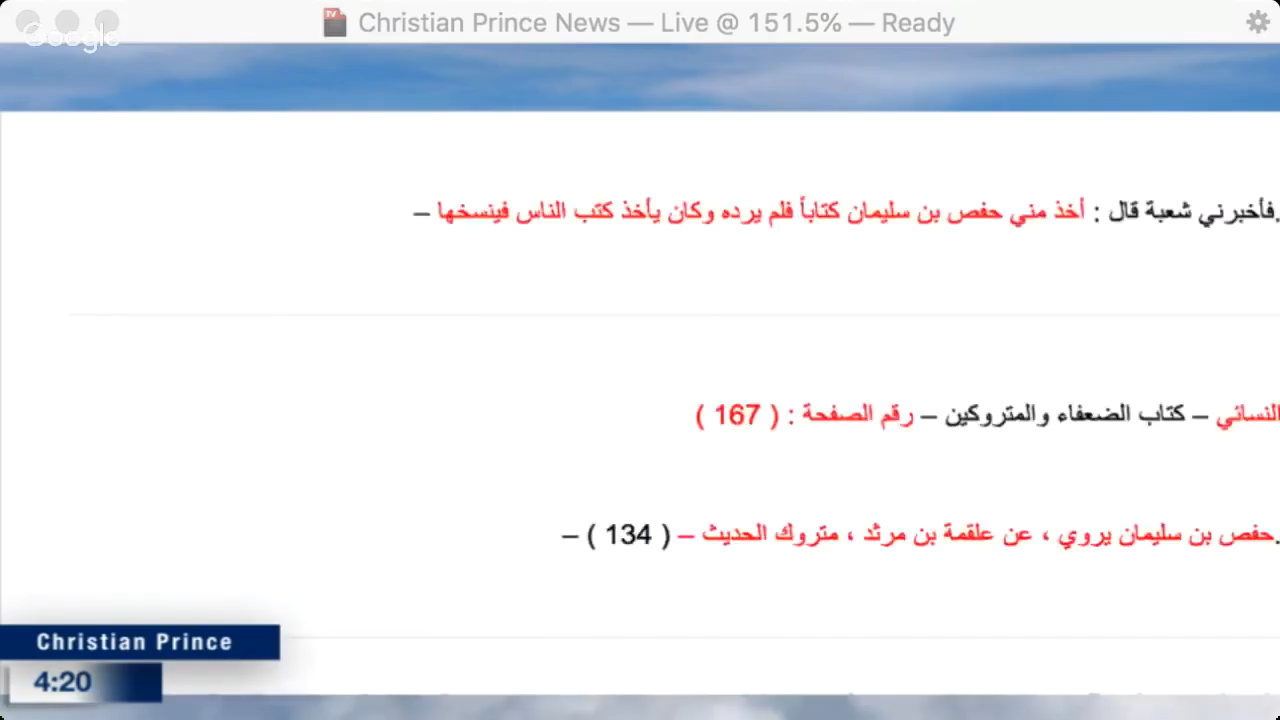 Christian Prince News — Live @ 151.5% — Ready
Google
.فأخبرني شعبة قال : أخذ مني حفص بن سليمان كتاباً فلم يرده وكان يأخذ كتب الناس فينسخها –
النسائي – كتاب الضعفاء والمتروكين – رقم الصفحة : ( 167 )
.حفص بن سليمان يروي ، عن علقمة بن مرثد ، متروك الحديث – ( 134 ) –
Christian Prince
4:20